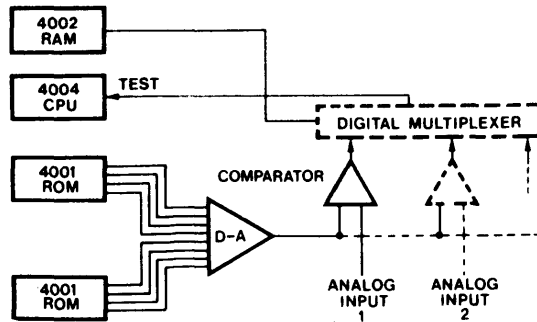 4002
RAM
4004
CPU
TEST
DIGITAL MULTIPLEXER
4001
ROM
COMPARATOR
D-A
4001
ROM
ANALOG
INPUT
1
ANALOG
INPUT
2